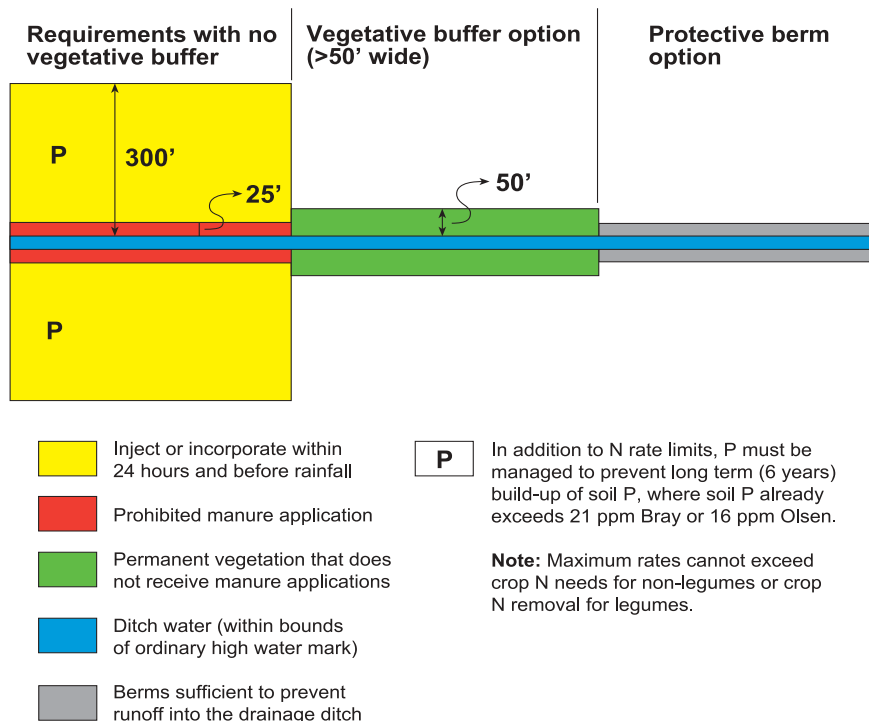 Requirements with no
vegetative buffer
Vegetative buffer option
(>50’ wide)
Protective berm
option
P
300’
25’
50’
P
Inject or incorporate within
24 hours and before rainfall
Prohibited manure application
Permanent vegetation that does
not receive manure applications
Ditch water (within bounds
of ordinary high water mark)
Berms sufficient to prevent
runoff into the drainage ditch
P
In addition to N rate limits, P must be
managed to prevent long term (6 years)
build-up of soil P, where soil P already
exceeds 21 ppm Bray or 16 ppm Olsen.
Note: Maximum rates cannot exceed
crop N needs for non-legumes or crop
N removal for legumes.